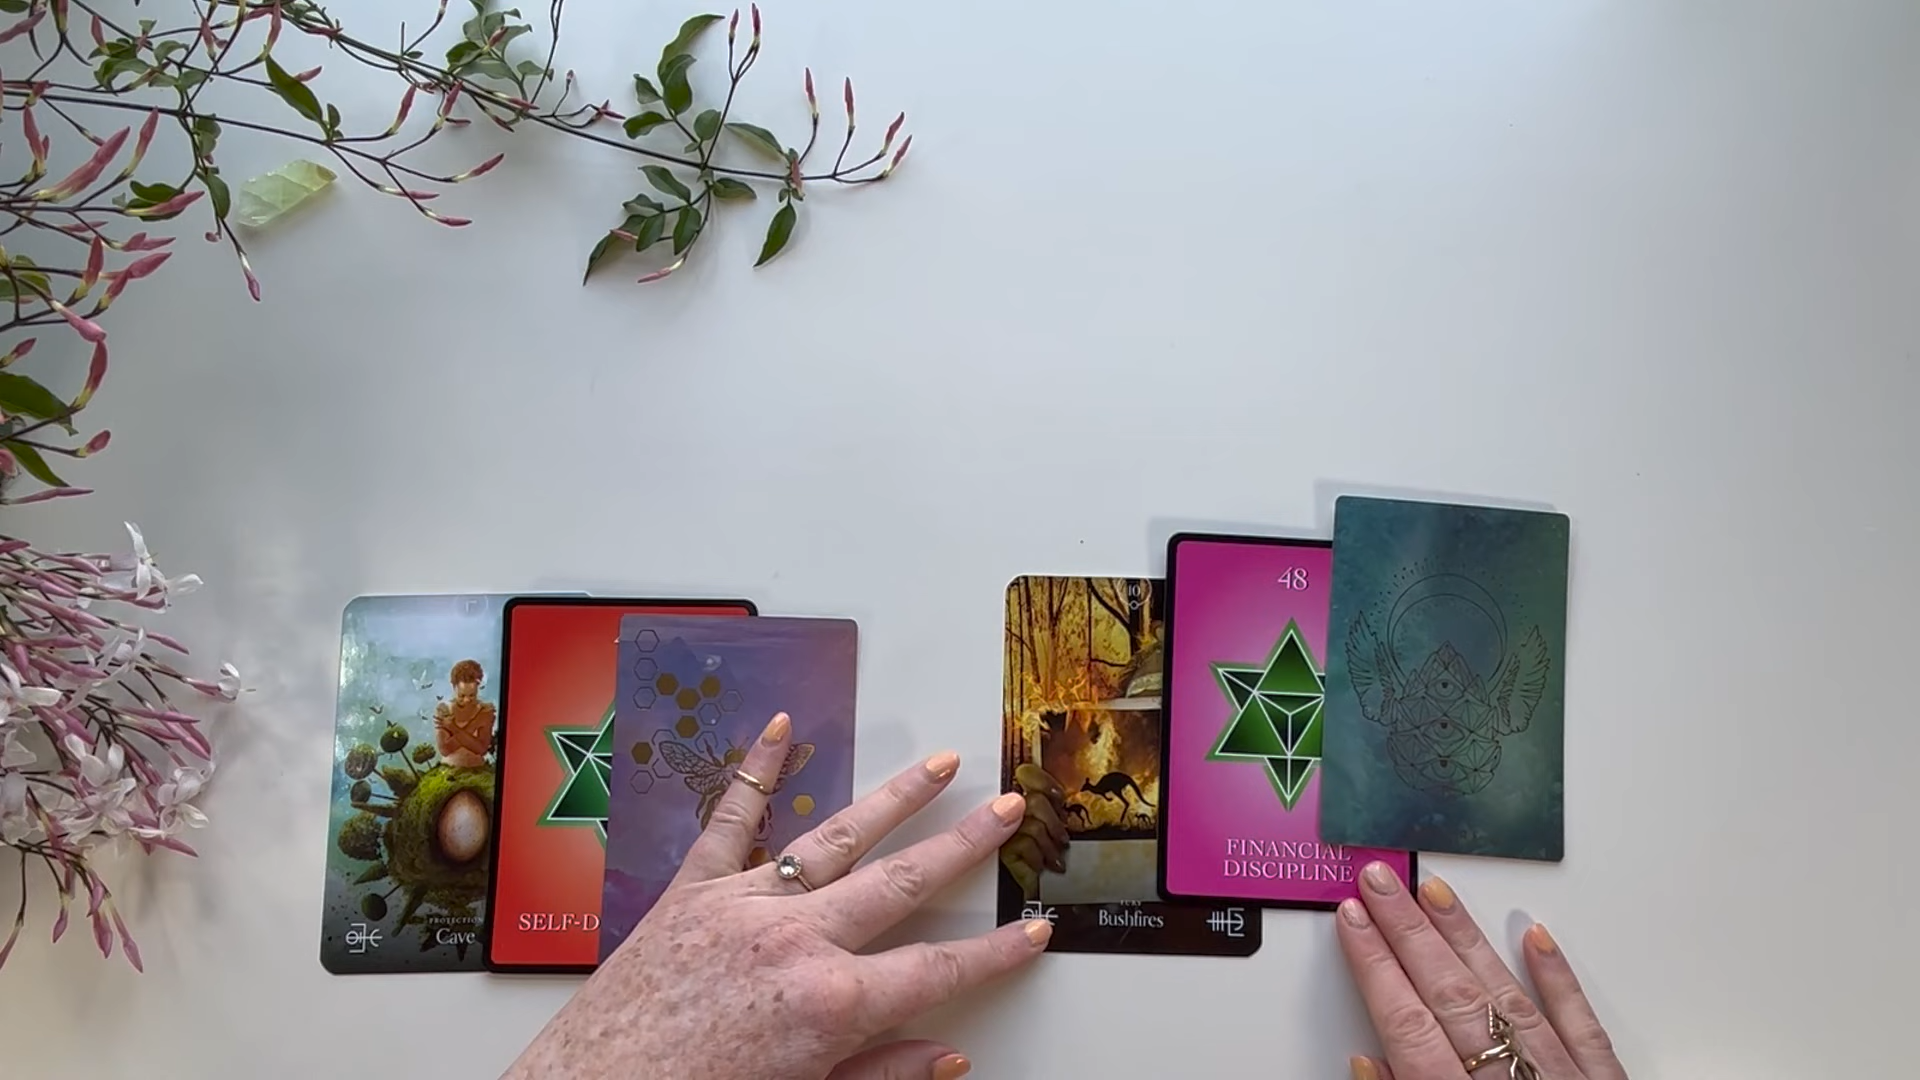 PROTECTION
Cave
SELF-D
10
FURY
Bushfires
48
FINANCIAL
DISCIPLINE